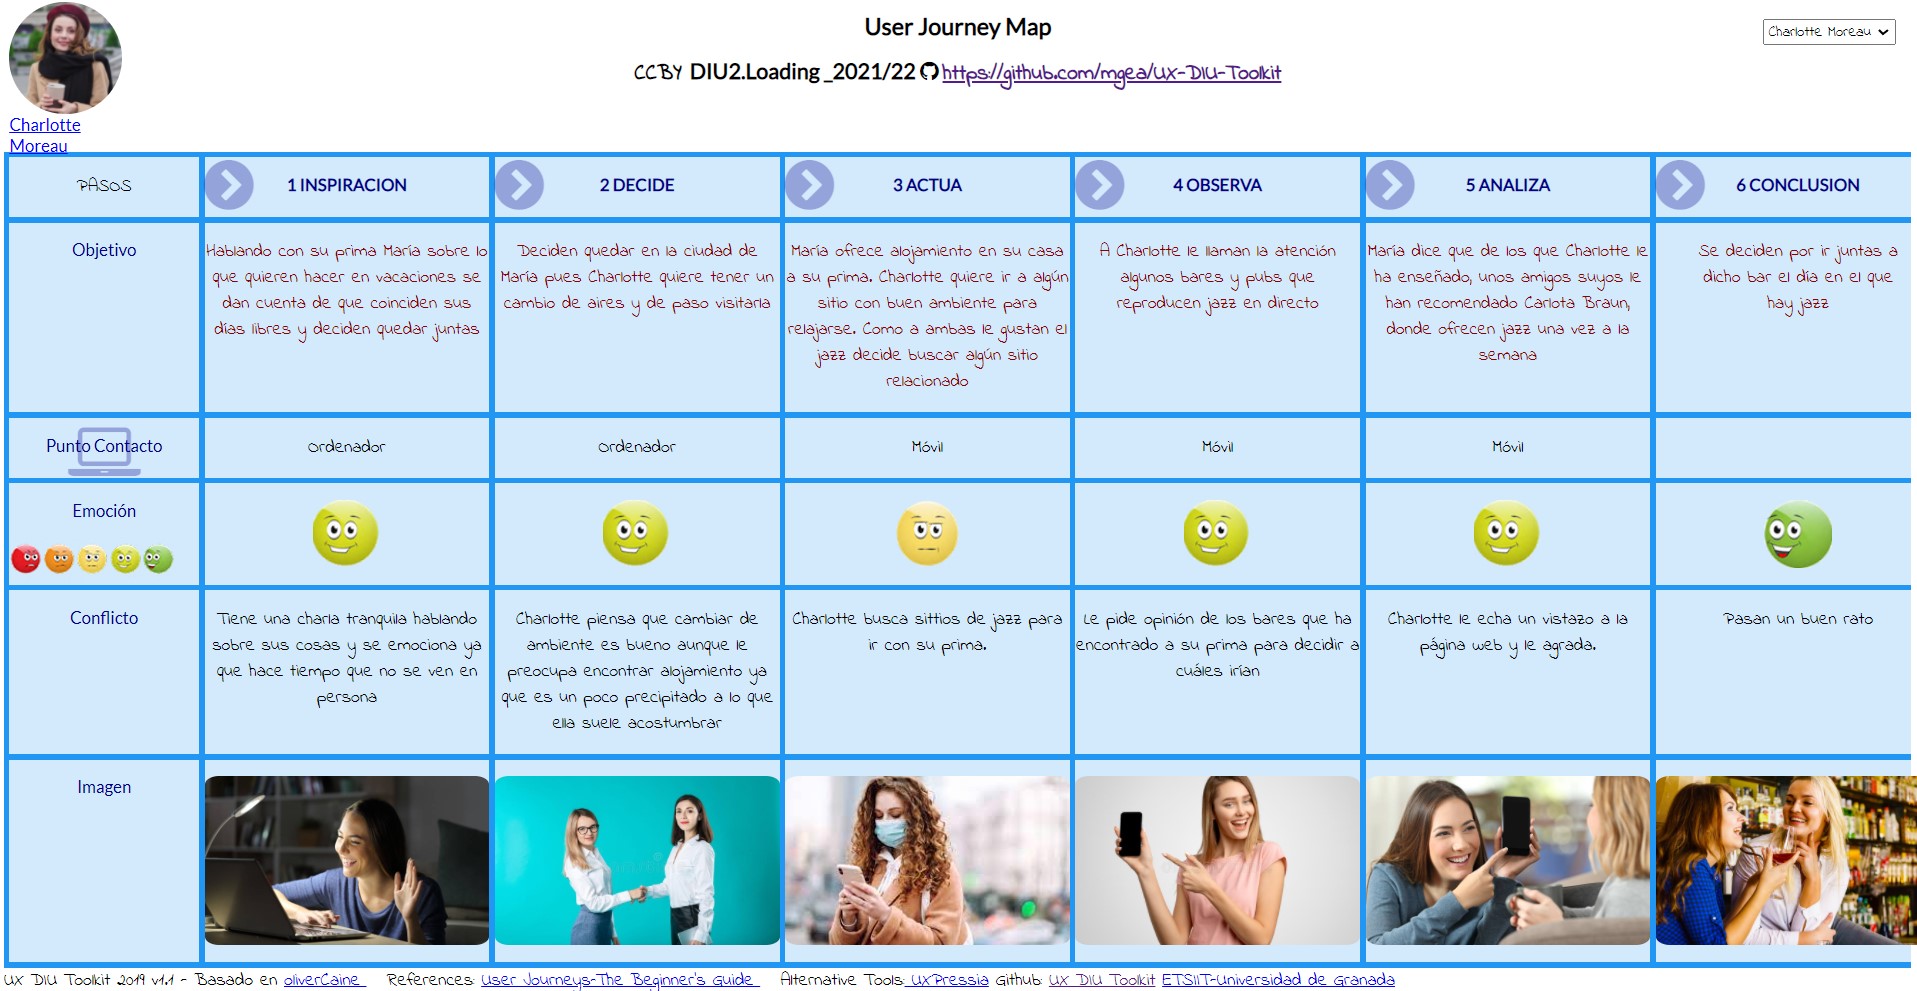 User Journey Map
Charlotte Moreau
CCBY DIU2.Loading_2021/22 https://github.com/mgea/UX-DIU-Toolkit
Charlotte
Moreau
PASOS
1 INSPIRACION
2 DECIDE
3 ACTUA
4 OBSERVA
5 ANALIZA
6 CONCLUSION
Objetivo
Hablando con su prima María sobre lo
que quieren hacer en vacaciones se
dan cuenta de que coinciden sus
días libres y deciden quedar juntas
Deciden quedar en la ciudad de
María pues Charlotte quiere tener un
cambio de aires y de paso visitarla
María ofrece alojamiento en su casa
a su prima. Charlotte quiere ir a algún
sitio con buen ambiente para
relajarse. Como a ambas le gustan el
jazz decide buscar algún sitio
relacionado
A Charlotte le llaman la atención
algunos bares y pubs que
reproducen jazz en directo
María dice que de los que Charlotte le
ha enseñado, unos amigos suyos le
han recomendado Carlota Braun,
donde ofrecen jazz una vez a la
semana
Se deciden por ir juntas a
dicho bar el día en el que
hay jazz
Punto Contacto
Ordenador
Ordenador
Móvil
Móvil
Móvil
Emoción
Conflicto
Tiene una charla tranquila hablando
sobre sus cosas y se emociona ya
que hace tiempo que no se ven en
persona
Charlotte piensa que cambiar de
ambiente es bueno aunque le
preocupa encontrar alojamiento ya
que es un poco precipitado a lo que
ella suele acostumbrar
Charlotte busca sittios de jazz para
ir con su prima.
Le pide opinión de los bares que ha
encontrado a su prima para decidir a
cuáles irían
Charlotte le echa un vistazo a la
página web y le agrada.
Pasan un buen rato
Imagen
UX DIU Toolkit 2019 v1.1 - Basado en oliverCaine References: User Journeys-The Beginner's Guide Alternative Tools: UXPressia Github: UX DIU Toolkit ETSIIT-Universidad de Granada